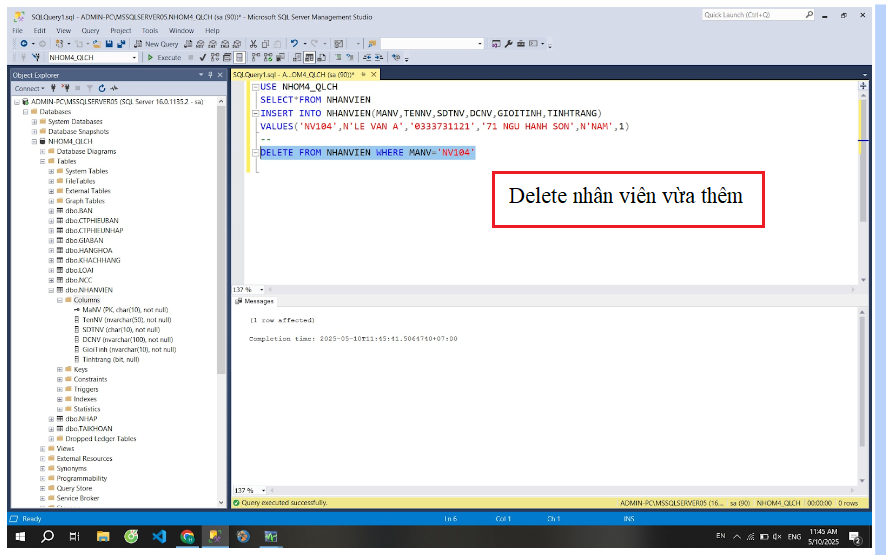 SQLQuery1.sql - ADMIN-PC\MSSQLSERVER05.NHOM4_QLCH (sa (90))* - Microsoft SQL Server Management Studio
Quick Launch (Ctrl+Q)
File Edit View Query Project Tools Window Help
New Query
NHOM4_QLCH Execute
Object Explorer
SQLQuery1.sql - A...OM4_QLCH (sa (90))*
Connect
ADMIN-PC\MSSQLSERVER05 (SQL Server 16.0.1135.2 - sa)
Databases
System Databases
Database Snapshots
NHOM4_QLCH
Database Diagrams
Tables
System Tables
FileTables
External Tables
Graph Tables
dbo.BAN
dbo.CTPHIEUBAN
dbo.CTPHIEUNHAP
dbo.GIABAN
dbo.HANGHOA
dbo.KHACHHANG
dbo.LOAI
dbo.NCC
dbo.NHANVIEN
Columns
MaNV (PK, char(10), not null)
TenNV (nvarchar(50), not null)
SDTNV (char(10), not null)
DCNV (nvarchar(100), not null)
GioiTinh (nvarchar(10), not null)
Tinhtrang (bit, null)
Keys
Constraints
Triggers
Indexes
Statistics
dbo.NHAP
dbo.TAIKHOAN
Dropped Ledger Tables
Views
External Resources
Synonyms
Programmability
Query Store
Service Broker
USE NHOM4_QLCH
SELECT*FROM NHANVIEN
INSERT INTO NHANVIEN(MANV,TENNV,SDTNV,DCNV,GIOITINH,TINHTRANG)
VALUES('NV104',N'LE VAN A','0333731121','71 NGU HANH SON',N'NAM',1)
--
DELETE FROM NHANVIEN WHERE MANV='NV104'
Delete nhân viên vừa thêm
137 %
Messages
(1 row affected)
Completion time: 2025-05-10T11:45:41.5064740+07:00
137 %
Query executed successfully. ADMIN-PC\MSSQLSERVER05 (16... sa (90) NHOM4_QLCH 00:00:00 0 rows
Ready Ln 6 Col 1 Ch 1 INS
EN ENG 11:45 AM
5/10/2025 2